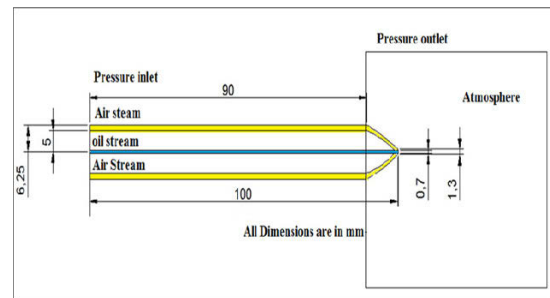 Pressure outlet
Pressure inlet
90
Atmosphere
Air steam
5
oil stream
6,25
Air Stream
100
0,7
1,3
All Dimensions are in mm